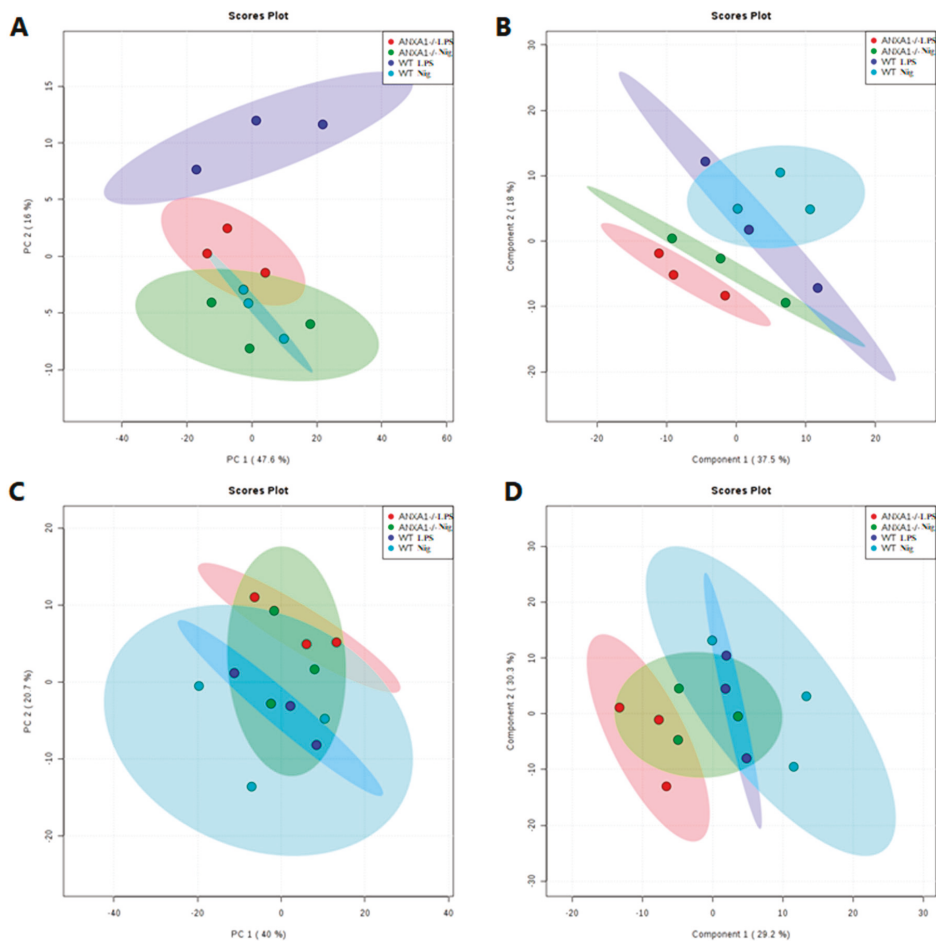 A
Scores Plot
ANXA1-/-LPS
ANXA1-/-Nig
WT LPS
WT Nig
15
10
5
0
-5
-10
PC 2 ( 16 %)
-40 -20 0 20 40 60
PC 1 ( 47.6 %)
B
Scores Plot
ANXA1-/-LPS
ANXA1-/-Nig
WT LPS
WT Nig
30
20
10
0
-10
-20
Component 2 ( 18 %)
-20 -10 0 10 20
Component 1 ( 37.5 %)
C
Scores Plot
ANXA1-/-LPS
ANXA1-/-Nig
WT LPS
WT Nig
20
10
0
-10
-20
PC 2 ( 20.7 %)
-40 -20 0 20 40
PC 1 ( 40 %)
D
Scores Plot
ANXA1-/-LPS
ANXA1-/-Nig
WT LPS
WT Nig
30
20
10
0
-10
-20
-30
Component 2 ( 30.3 %)
-20 -10 0 10 20 30
Component 1 ( 29.2 %)